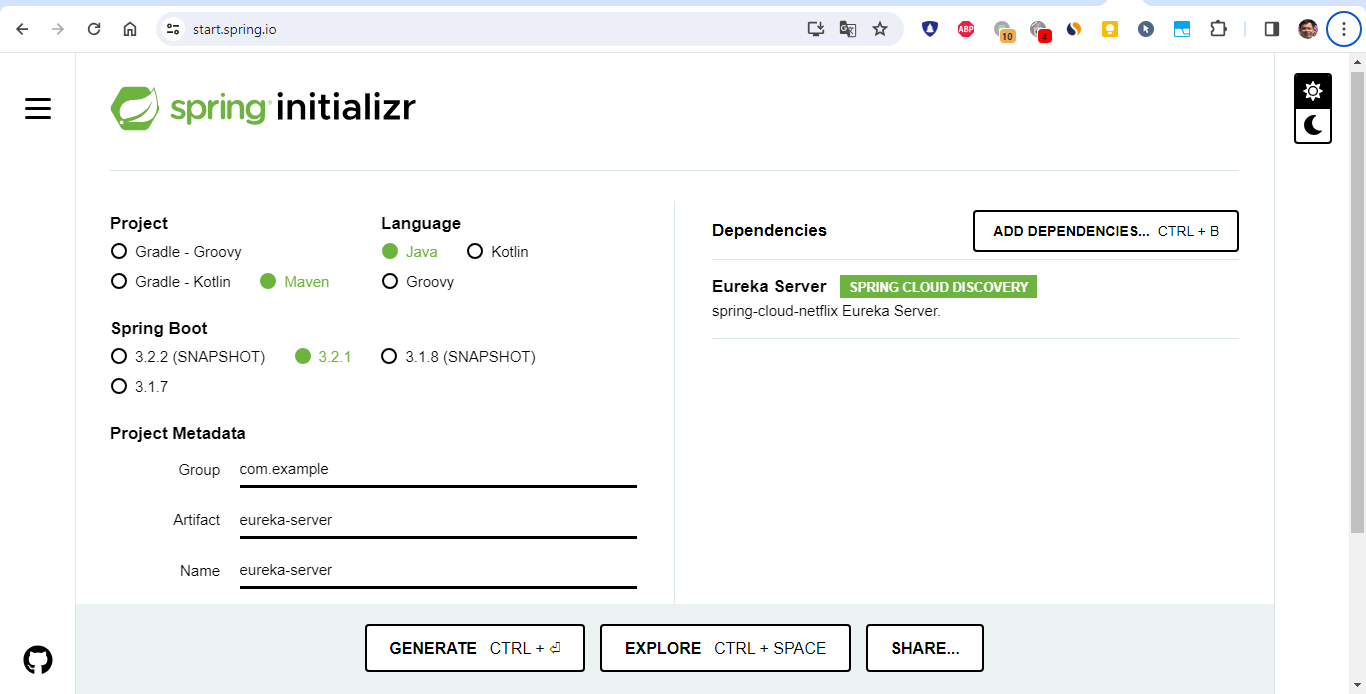 start.spring.io
ABP
10
4
spring initializr
Project
Gradle - Groovy
Gradle - Kotlin
Maven
Language
Java
Kotlin
Groovy
Spring Boot
3.2.2 (SNAPSHOT)
3.2.1
3.1.8 (SNAPSHOT)
3.1.7
Project Metadata
Group com.example
Artifact eureka-server
Name eureka-server
Dependencies
ADD DEPENDENCIES... CTRL + B
Eureka Server SPRING CLOUD DISCOVERY
spring-cloud-netflix Eureka Server.
GENERATE CTRL + ⏎
EXPLORE CTRL + SPACE
SHARE...